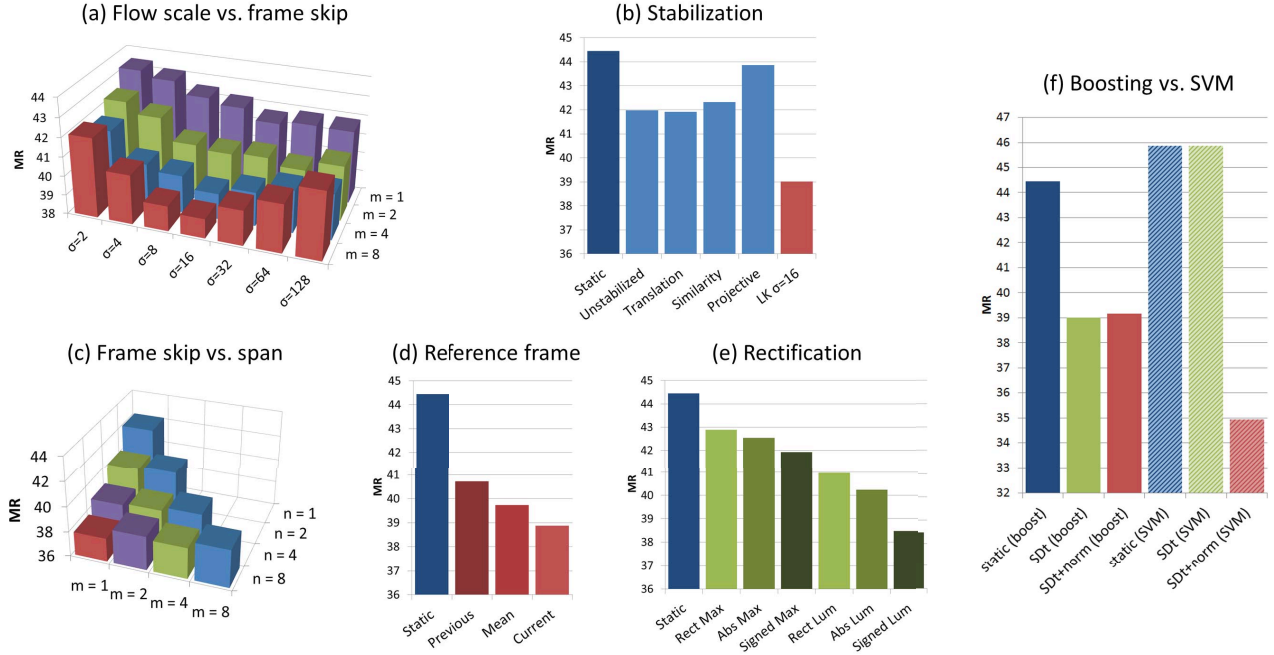 (a) Flow scale vs. frame skip
MR
44
43
42
41
40
39
38
σ=2
σ=4
σ=8
σ=16
σ=32
σ=64
σ=128
m = 1
m = 2
m = 4
m = 8
(b) Stabilization
MR
45
44
43
42
41
40
39
38
37
36
Static
Unstabilized
Translation
Similarity
Projective
LK σ=16
(c) Frame skip vs. span
MR
44
42
40
38
36
m = 1
m = 2
m = 4
m = 8
n = 1
n = 2
n = 4
n = 8
(d) Reference frame
MR
45
44
43
42
41
40
39
38
37
36
Static
Previous
Mean
Current
(e) Rectification
MR
45
44
43
42
41
40
39
38
37
36
Static
Rect Max
Abs Max
Signed Max
Rect Lum
Abs Lum
Signed Lum
(f) Boosting vs. SVM
MR
47
46
45
44
43
42
41
40
39
38
37
36
35
34
33
32
static (boost)
SDt (boost)
SDt+norm (boost)
static (SVM)
SDt (SVM)
SDt+norm (SVM)